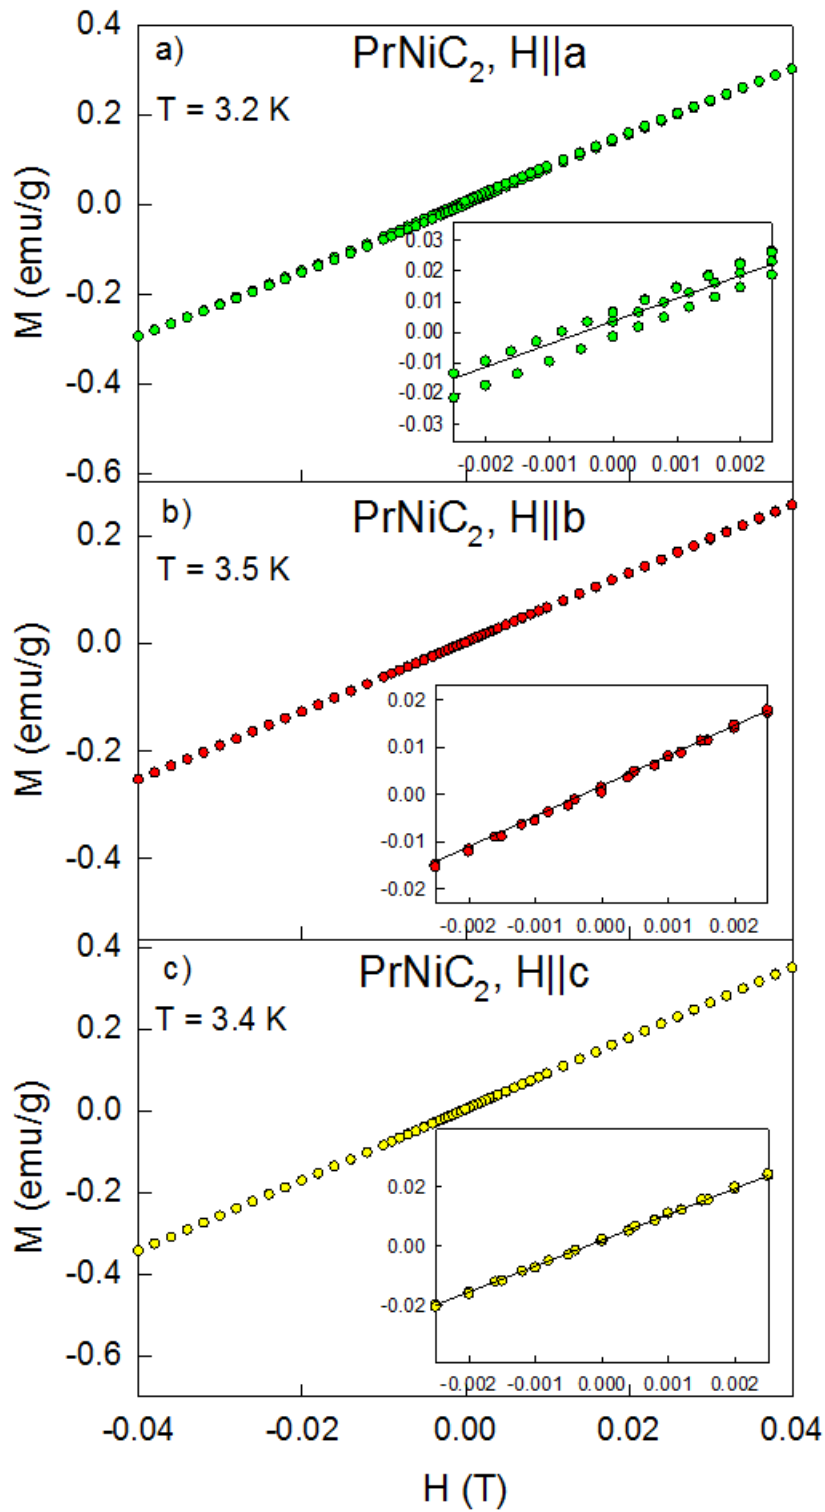 a) PrNiC2, H||a
T = 3.2 K
M (emu/g)
0.4
0.2
0.0
-0.2
-0.4
-0.6
0.03
0.02
0.01
0.00
-0.01
-0.02
-0.03
-0.002 -0.001 0.000 0.001 0.002
b) PrNiC2, H||b
T = 3.5 K
M (emu/g)
0.2
0.0
-0.2
-0.4
0.02
0.01
0.00
-0.01
-0.02
-0.002 -0.001 0.000 0.001 0.002
c) PrNiC2, H||c
T = 3.4 K
M (emu/g)
0.4
0.2
0.0
-0.2
-0.4
-0.6
0.02
0.00
-0.02
-0.002 -0.001 0.000 0.001 0.002
-0.04 -0.02 0.00 0.02 0.04
H (T)